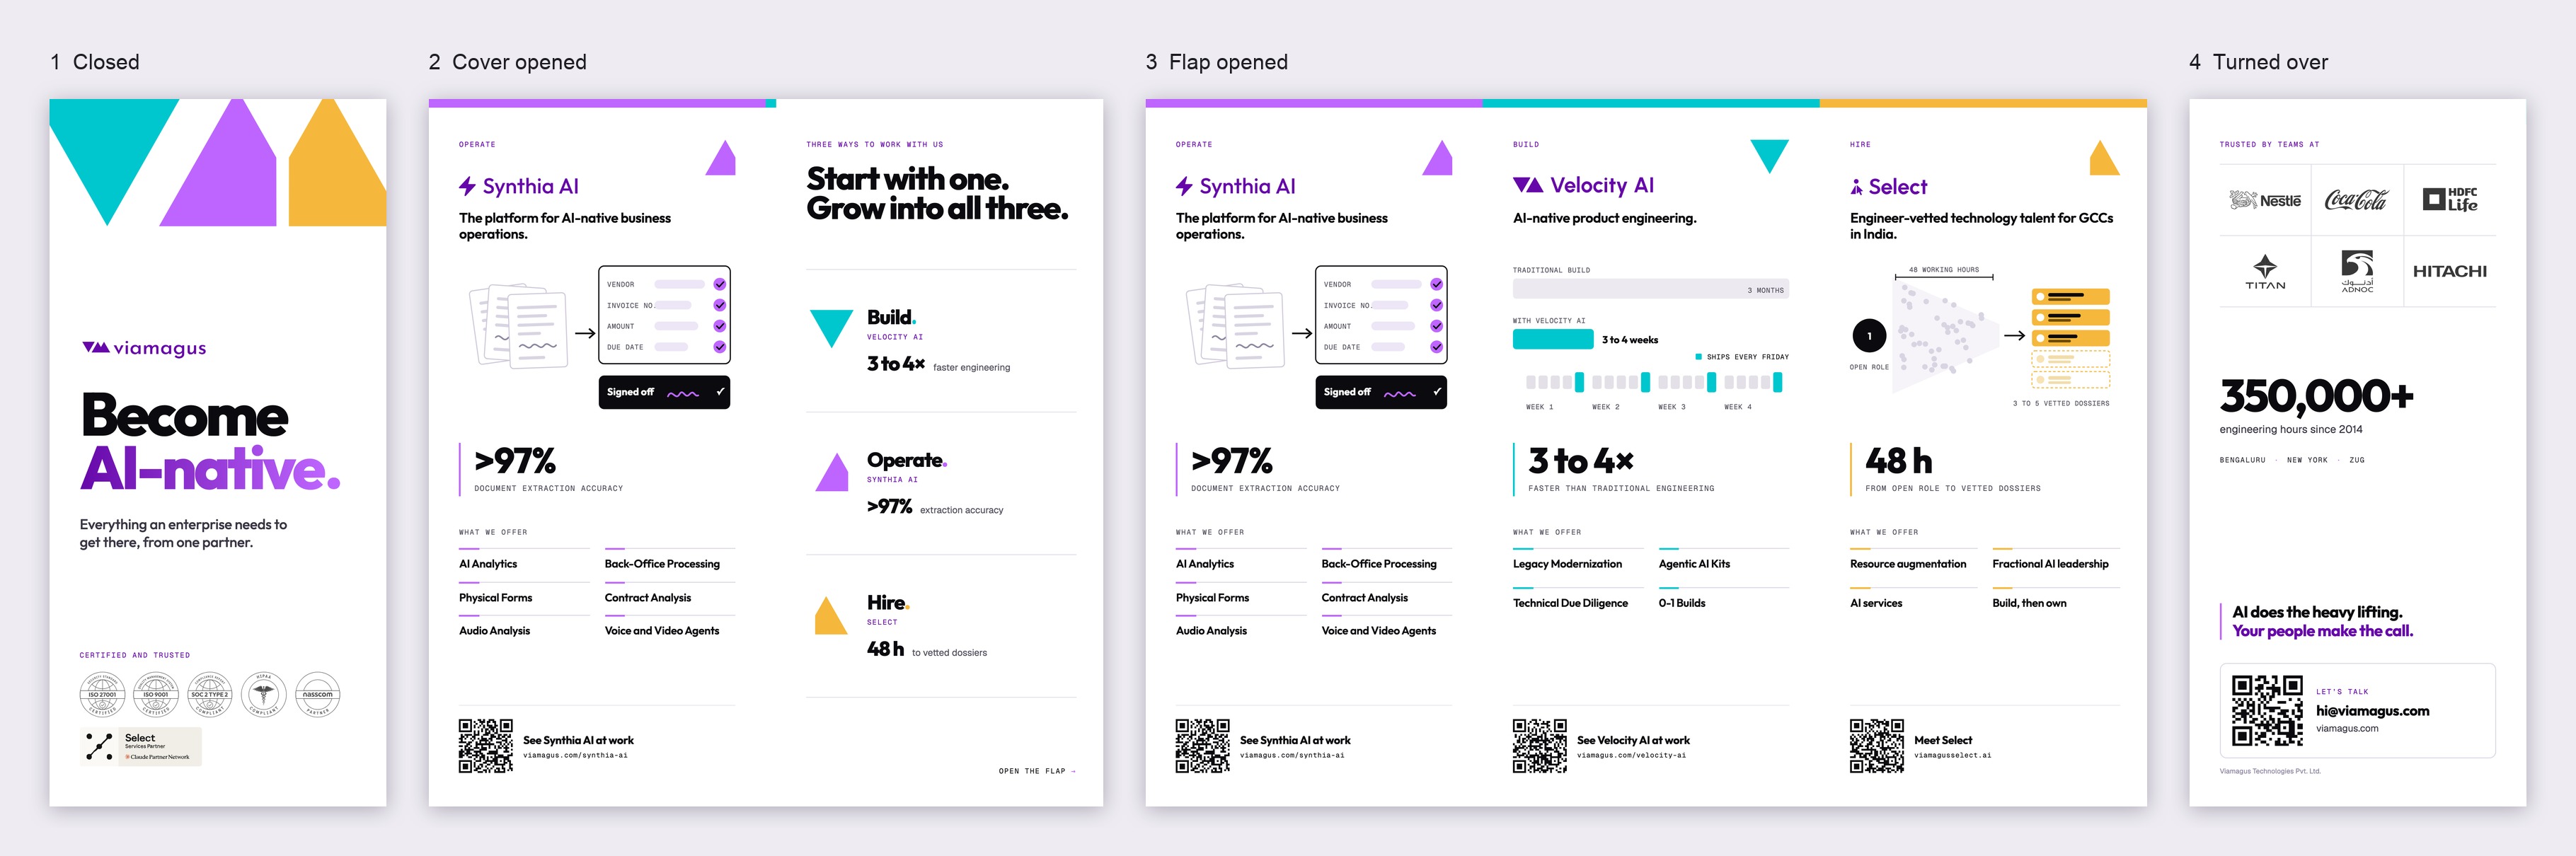 1 Closed
viamagus
Become
AI-native.
Everything an enterprise needs to
get there, from one partner.
CERTIFIED AND TRUSTED
ISO 27001
CERTIFIED
ISO 9001
CERTIFIED
SOC 2 TYPE 2
COMPLIANT
HIPAA
COMPLIANT
nasscom
PARTNER
Select
Services Partner
Claude Partner Network
2 Cover opened
OPERATE
Synthia AI
The platform for AI-native business
operations.
VENDOR
INVOICE NO.
AMOUNT
DUE DATE
Signed off
>97%
DOCUMENT EXTRACTION ACCURACY
WHAT WE OFFER
AI Analytics
Back-Office Processing
Physical Forms
Contract Analysis
Audio Analysis
Voice and Video Agents
See Synthia AI at work
viamagus.com/synthia-ai
THREE WAYS TO WORK WITH US
Start with one.
Grow into all three.
Build.
VELOCITY AI
3 to 4× faster engineering
Operate.
SYNTHIA AI
>97% extraction accuracy
Hire.
SELECT
48 h to vetted dossiers
OPEN THE FLAP →
3 Flap opened
OPERATE
Synthia AI
The platform for AI-native business
operations.
VENDOR
INVOICE NO.
AMOUNT
DUE DATE
Signed off
>97%
DOCUMENT EXTRACTION ACCURACY
WHAT WE OFFER
AI Analytics
Back-Office Processing
Physical Forms
Contract Analysis
Audio Analysis
Voice and Video Agents
See Synthia AI at work
viamagus.com/synthia-ai
BUILD
Velocity AI
AI-native product engineering.
TRADITIONAL BUILD
3 MONTHS
WITH VELOCITY AI
3 to 4 weeks
SHIPS EVERY FRIDAY
WEEK 1 WEEK 2 WEEK 3 WEEK 4
3 to 4×
FASTER THAN TRADITIONAL ENGINEERING
WHAT WE OFFER
Legacy Modernization
Agentic AI Kits
Technical Due Diligence
0-1 Builds
See Velocity AI at work
viamagus.com/velocity-ai
HIRE
Select
Engineer-vetted technology talent for GCCs
in India.
48 WORKING HOURS
1
OPEN ROLE
3 TO 5 VETTED DOSSIERS
48 h
FROM OPEN ROLE TO VETTED DOSSIERS
WHAT WE OFFER
Resource augmentation
Fractional AI leadership
AI services
Build, then own
Meet Select
viamagusselect.ai
4 Turned over
TRUSTED BY TEAMS AT
Nestlé
Coca-Cola
HDFC
Life
TITAN
أدنوك
ADNOC
HITACHI
350,000+
engineering hours since 2014
BENGALURU · NEW YORK · ZUG
AI does the heavy lifting.
Your people make the call.
LET'S TALK
hi@viamagus.com
viamagus.com
Viamagus Technologies Pvt. Ltd.